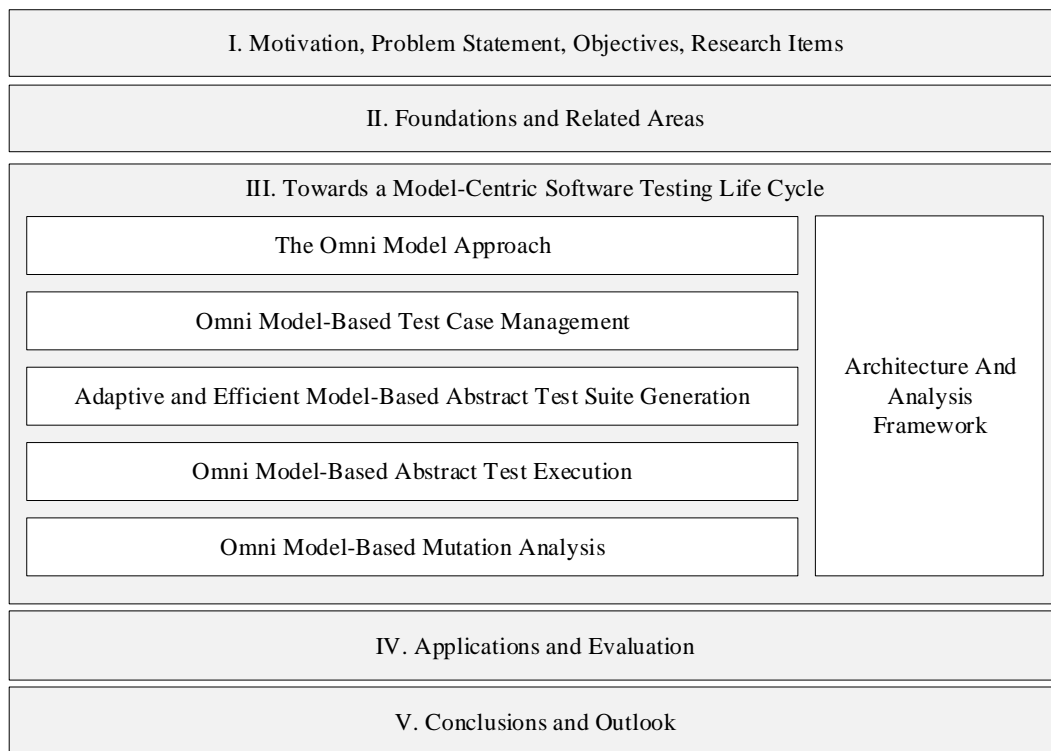 I. Motivation, Problem Statement, Objectives, Research Items
II. Foundations and Related Areas
III. Towards a Model-Centric Software Testing Life Cycle
The Omni Model Approach
Omni Model-Based Test Case Management
Adaptive and Efficient Model-Based Abstract Test Suite Generation
Omni Model-Based Abstract Test Execution
Omni Model-Based Mutation Analysis
Architecture And
Analysis
Framework
IV. Applications and Evaluation
V. Conclusions and Outlook